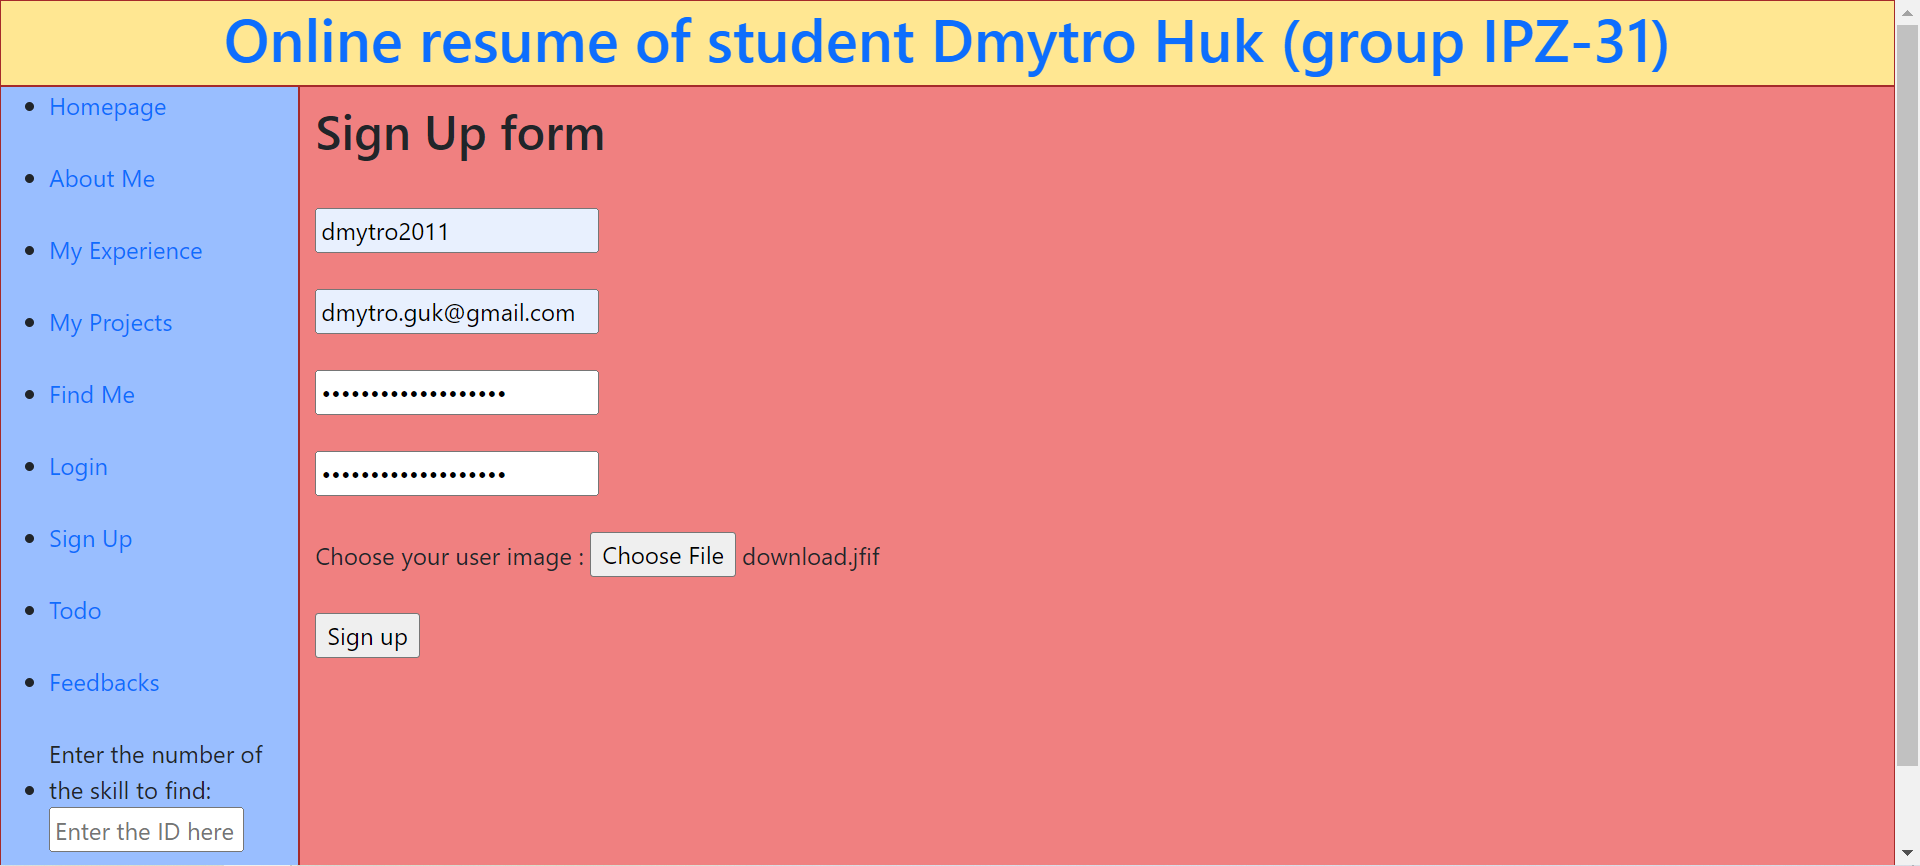 Online resume of student Dmytro Huk (group IPZ-31)
Homepage
About Me
My Experience
My Projects
Find Me
Login
Sign Up
Todo
Feedbacks
Enter the number of
the skill to find:
Enter the ID here
Sign Up form
dmytro2011
dmytro.guk@gmail.com
•••••••••••••••••••
•••••••••••••••••••
Choose your user image : Choose File download.jfif
Sign up